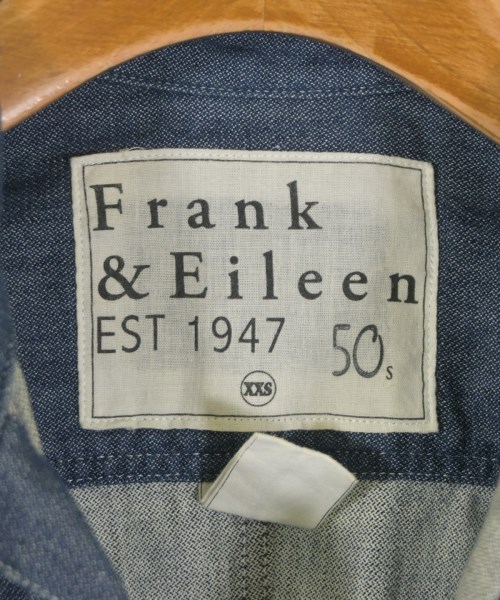 Frank
& Eileen
EST 1947 50s
XXS